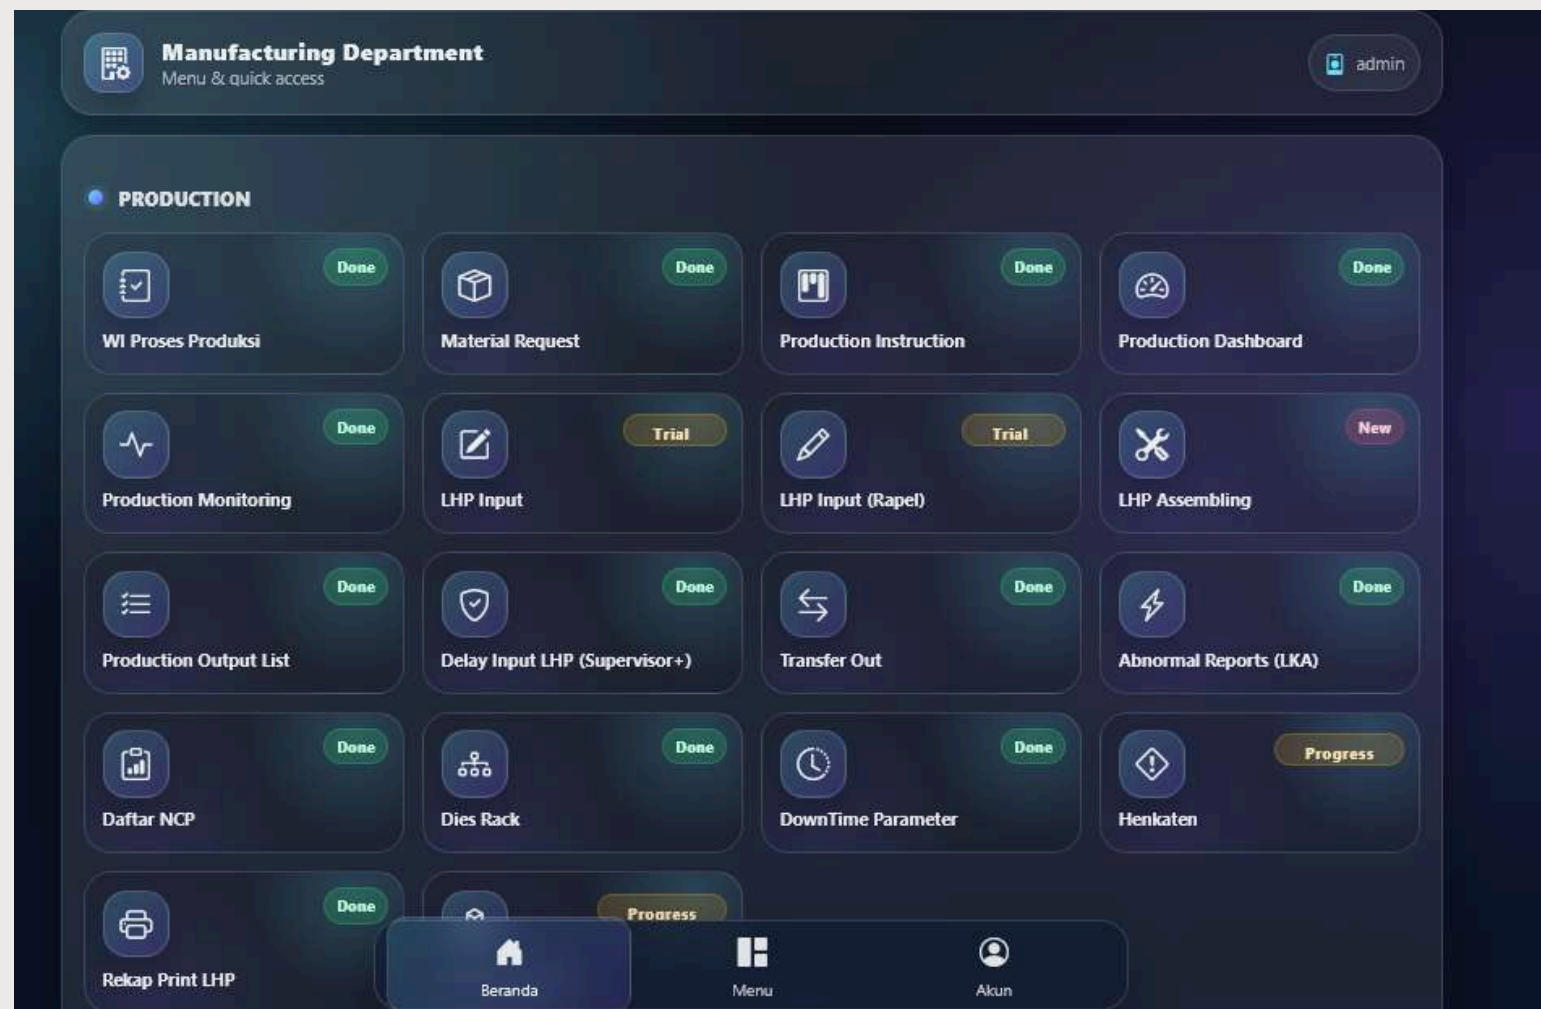 Manufacturing Department
Menu & quick access
admin
PRODUCTION
Done
WI Proses Produksi
Done
Material Request
Done
Production Instruction
Done
Production Dashboard
Done
Production Monitoring
Trial
LHP Input
Trial
LHP Input (Rapel)
New
LHP Assembling
Done
Production Output List
Done
Delay Input LHP (Supervisor+)
Done
Transfer Out
Done
Abnormal Reports (LKA)
Done
Daftar NCP
Done
Dies Rack
Done
DownTime Parameter
Progress
Henkaten
Done
Rekap Print LHP
Progress
Beranda
Menu
Akun